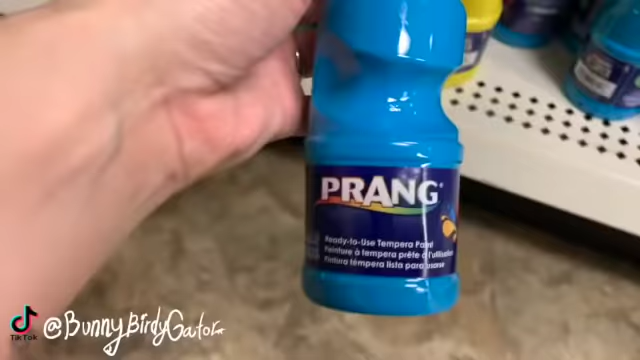 PRANG
Ready-to-Use Tempera Paint
Peinture à tempera prête à l'utilisation
Pintura témpera lista para usarse
TikTok
@BunnyBirdyGator